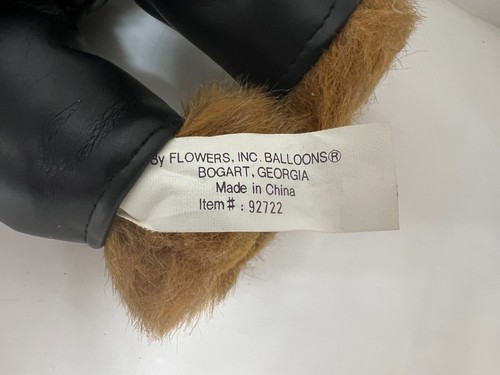 By FLOWERS, INC. BALLOONS®
BOGART, GEORGIA
Made in China
Item#: 92722